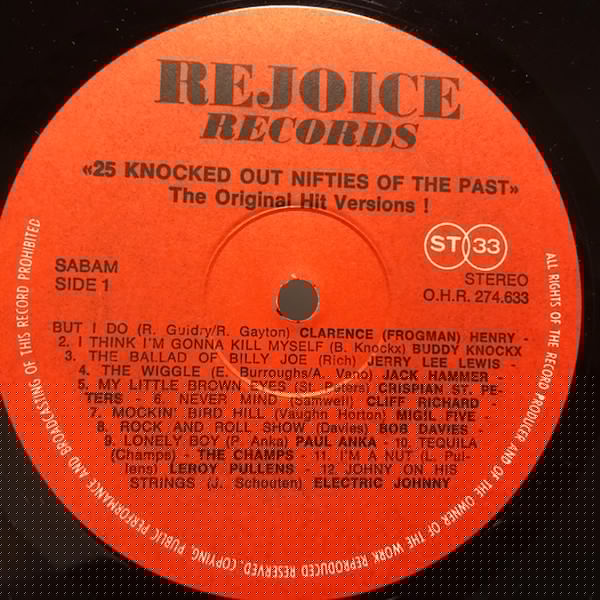 REJOICE
RECORDS
«25 KNOCKED OUT NIFTIES OF THE PAST»
The Original Hit Versions !
ST 33
SABAM
SIDE 1
STEREO
O.H.R. 274.633
BUT I DO (R. Guidry/R. Gayton) CLARENCE (FROGMAN) HENRY -
2. I THINK I'M GONNA KILL MYSELF (B. Knockx) BUDDY KNOCKX
3. THE BALLAD OF BILLY JOE (Rich) JERRY LEE LEWIS -
4. THE WIGGLE (E. Burroughs/A. Vano) JACK HAMMER -
5. MY LITTLE BROWN EYES (St. Peters) CRISPIAN ST. PE-
TERS - 6. NEVER MIND (Samwell) CLIFF RICHARD -
7. MOCKIN' BIRD HILL (Vaughn Horton) MIGIL FIVE -
8. ROCK AND ROLL SHOW (Davies) BOB DAVIES -
9. LONELY BOY (P. Anka) PAUL ANKA - 10. TEQUILA
(Champs) - THE CHAMPS - 11. I'M A NUT (L. Pul-
lens) LEROY PULLENS - 12. JOHNY ON HIS
STRINGS (J. Schouten) ELECTRIC JOHNNY
ALL RIGHTS OF THE RECORD PRODUCER AND OF THE OWNER OF THE WORK REPRODUCED RESERVED. COPYING, PUBLIC PERFORMANCE AND BROADCASTING OF THIS RECORD PROHIBITED